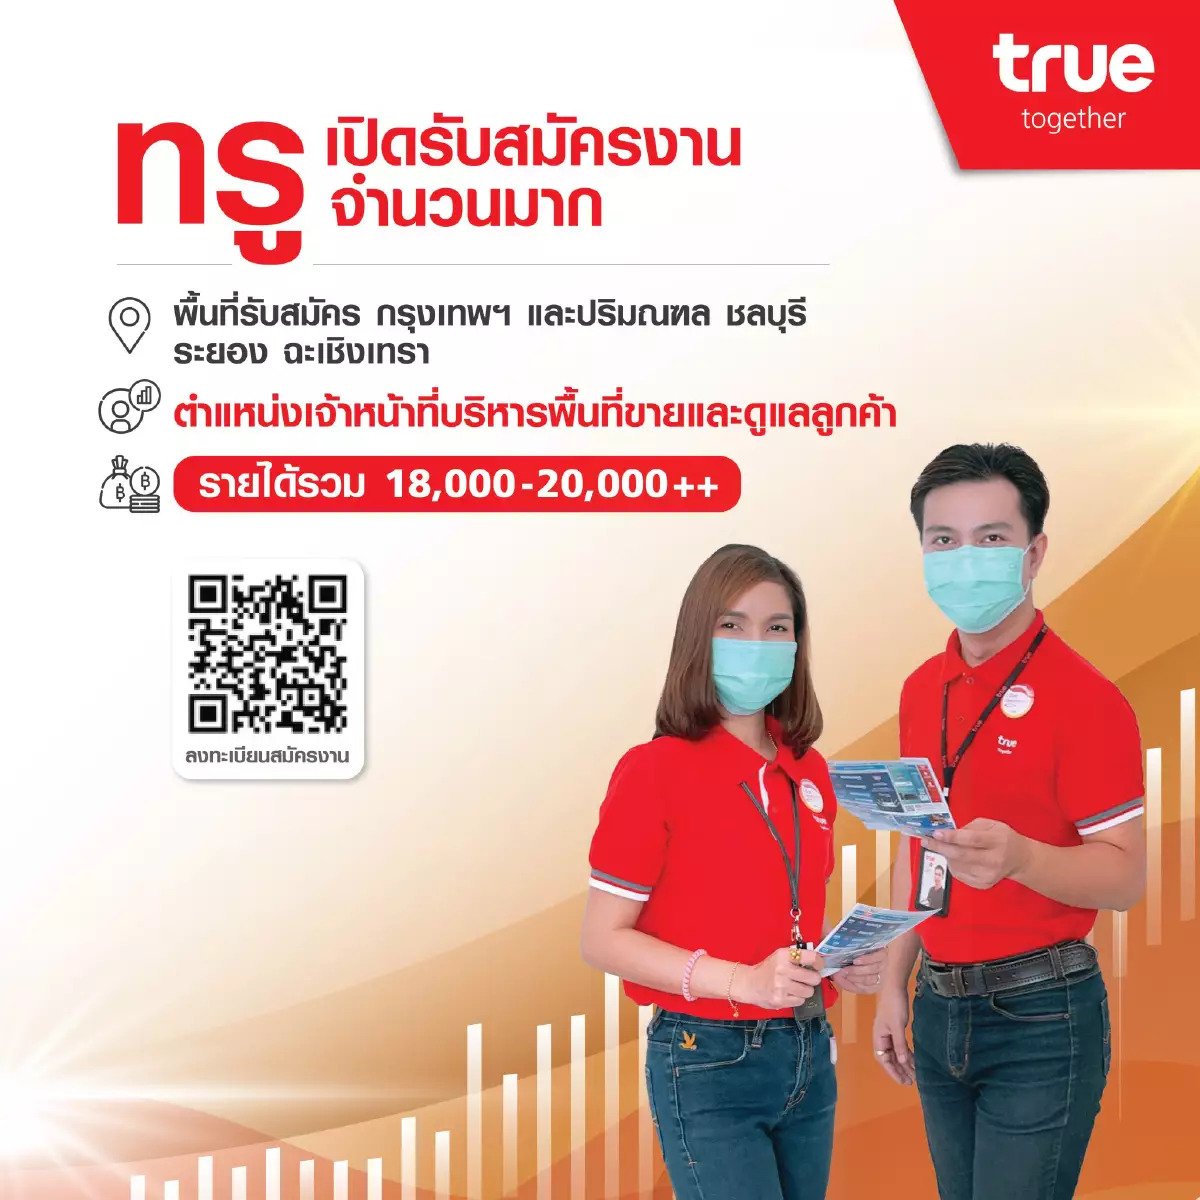 true
together
ทรู เปิดรับสมัครงาน
จำนวนมาก
พื้นที่รับสมัคร กรุงเทพฯ และปริมณฑล ชลบุรี
ระยอง ฉะเชิงเทรา
ตำแหน่งเจ้าหน้าที่บริหารพื้นที่ขายและดูแลลูกค้า
รายได้รวม 18,000-20,000++
ลงทะเบียนสมัครงาน
true
together